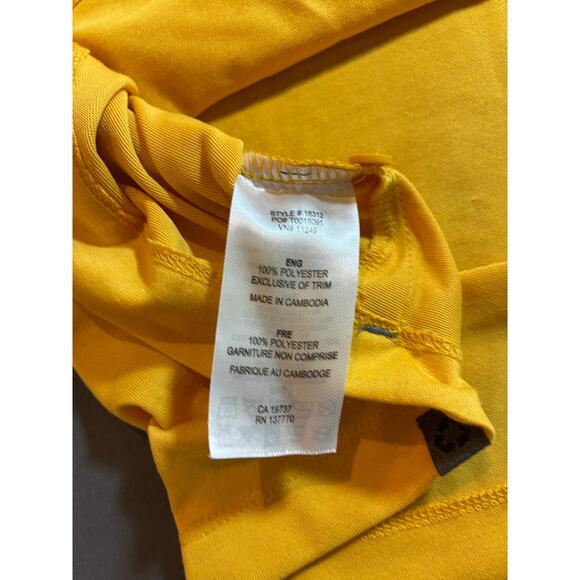 STYLE # 16312
PO# T0016091
VN# 11249
ENG
100% POLYESTER
EXCLUSIVE OF TRIM
MADE IN CAMBODIA
FRE
100% POLYESTER
GARNITURE NON COMPRISE
FABRIQUE AU CAMBODGE
CA 19737
RN 137770